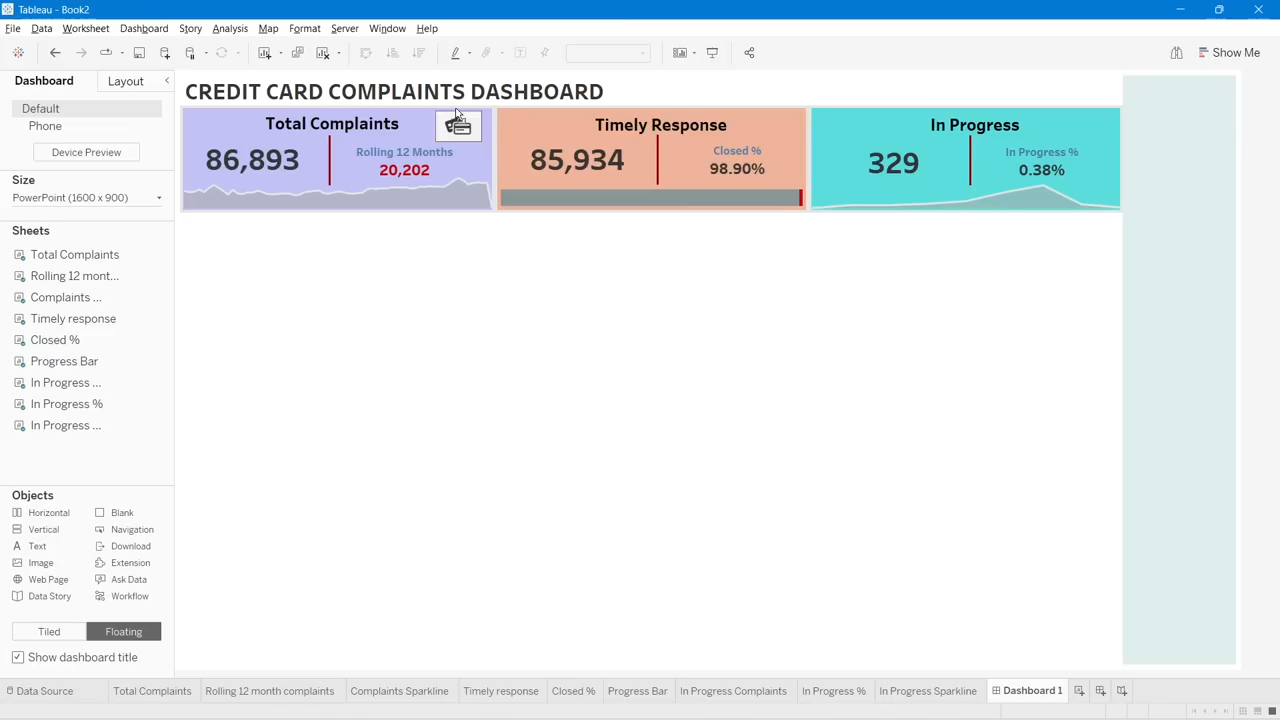 Tableau - Book2
File Data Worksheet Dashboard Story Analysis Map Format Server Window Help
Show Me
Dashboard Layout
Default
Phone
Device Preview
Size
PowerPoint (1600 x 900)
Sheets
Total Complaints
Rolling 12 mont...
Complaints ...
Timely response
Closed %
Progress Bar
In Progress ...
In Progress %
In Progress ...
Objects
Horizontal Blank
Vertical Navigation
Text Download
Image Extension
Web Page Ask Data
Data Story Workflow
Tiled Floating
Show dashboard title
CREDIT CARD COMPLAINTS DASHBOARD
Total Complaints
86,893
Rolling 12 Months
20,202
Timely Response
85,934
Closed %
98.90%
In Progress
329
In Progress %
0.38%
Data Source Total Complaints Rolling 12 month complaints Complaints Sparkline Timely response Closed % Progress Bar In Progress Complaints In Progress % In Progress Sparkline Dashboard 1